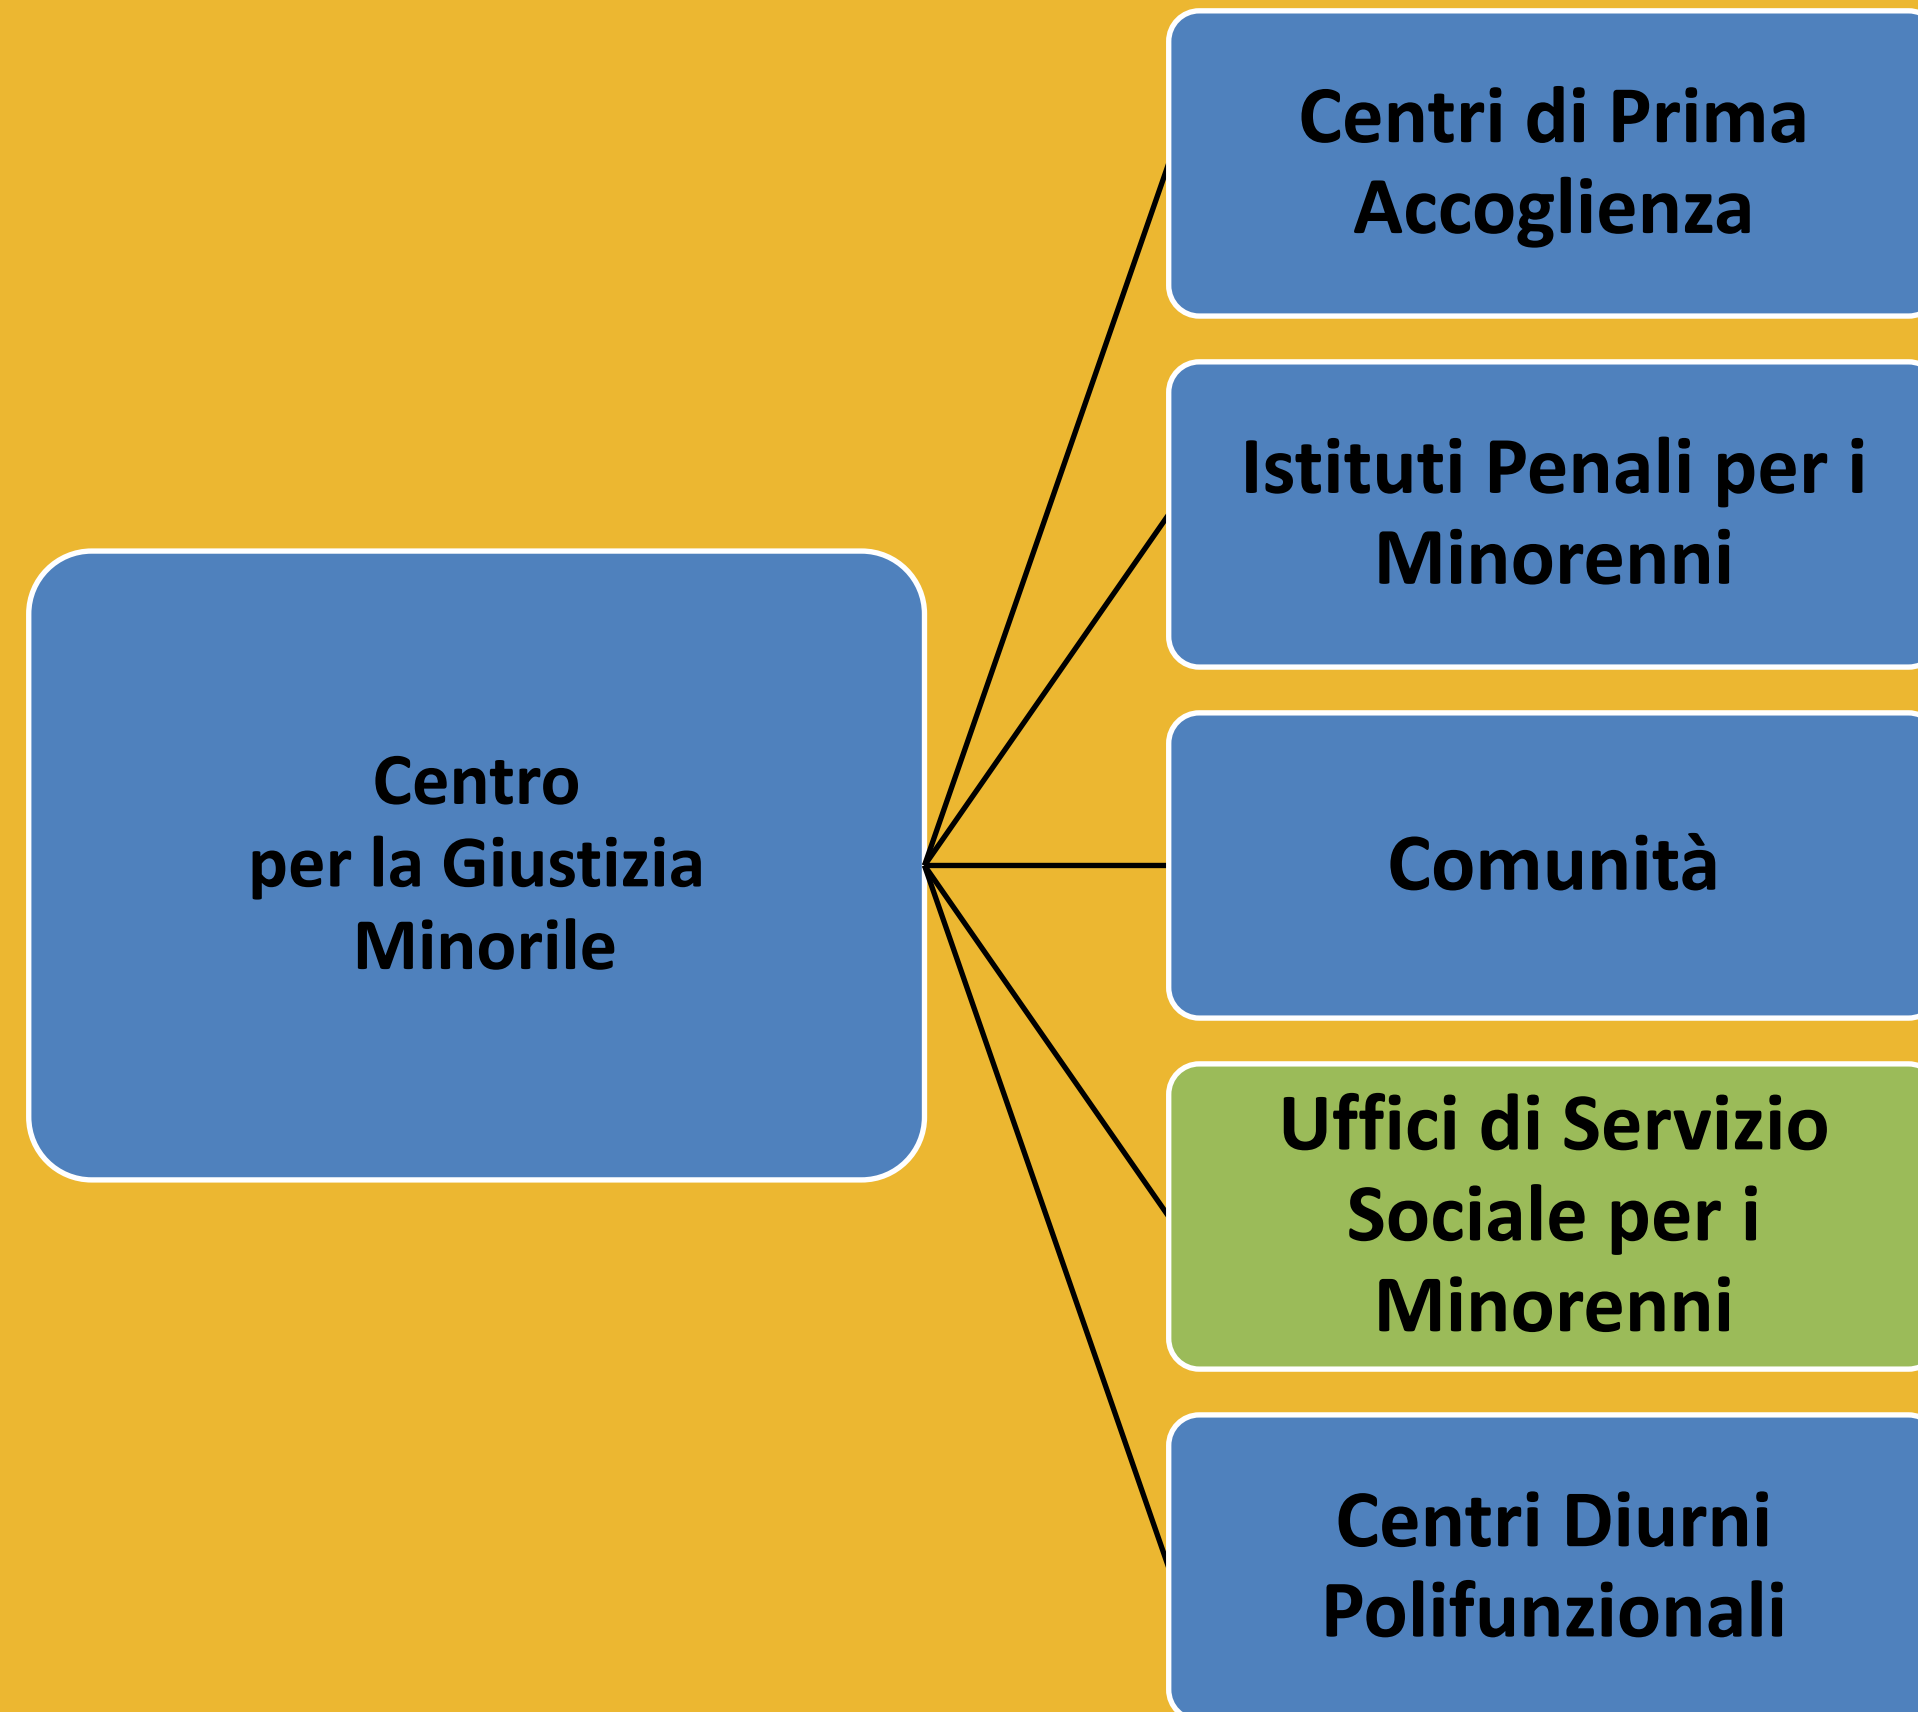 Centri di Prima
Accoglienza
Istituti Penali per i
Minorenni
Centro
per la Giustizia
Minorile
Comunità
Uffici di Servizio
Sociale per i
Minorenni
Centri Diurni
Polifunzionali